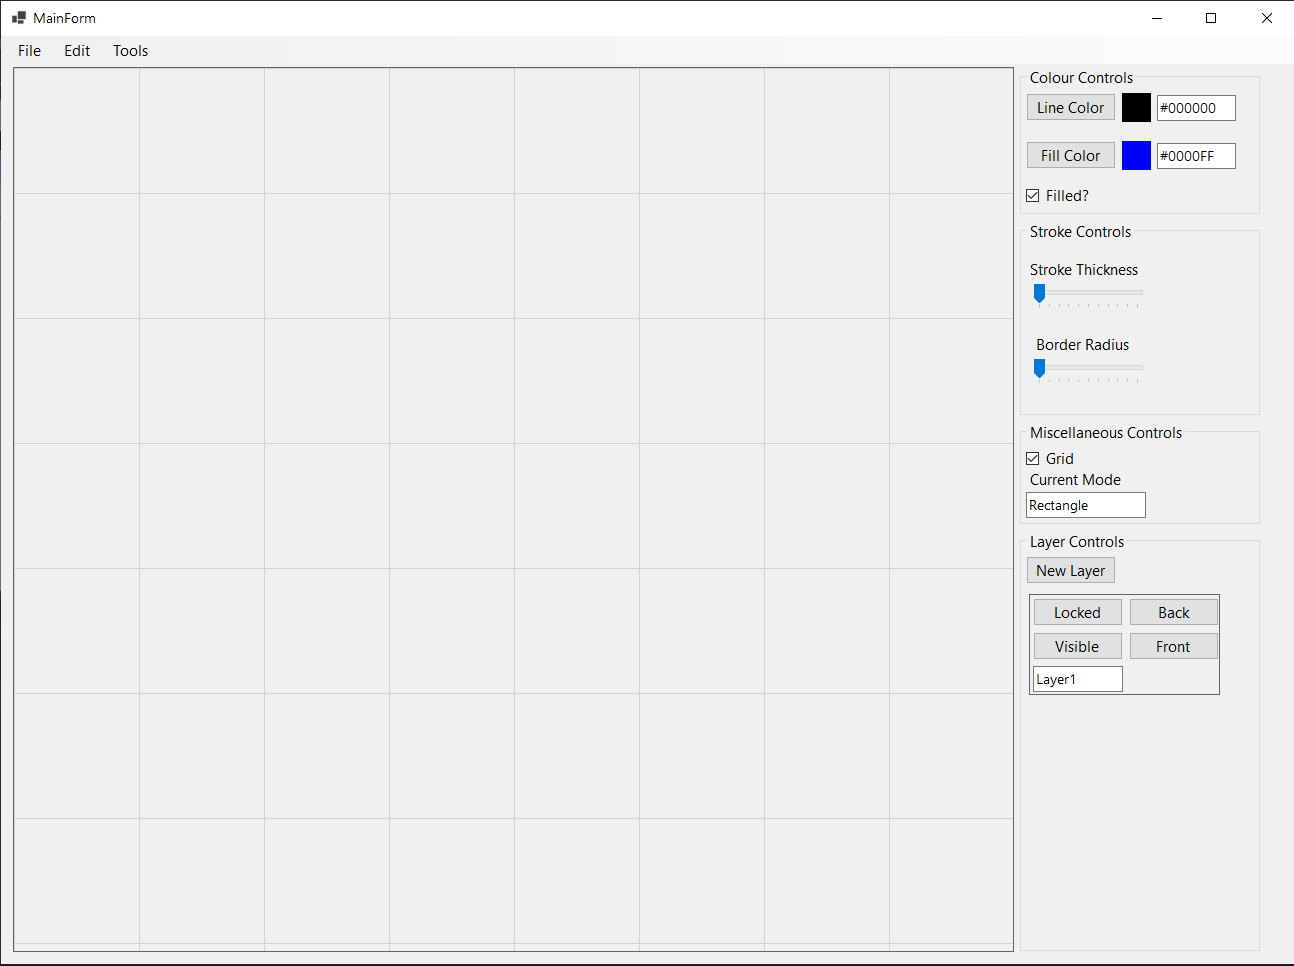 MainForm
File Edit Tools
Colour Controls
Line Color #000000
Fill Color #0000FF
Filled?
Stroke Controls
Stroke Thickness
Border Radius
Miscellaneous Controls
Grid
Current Mode
Rectangle
Layer Controls
New Layer
Locked Back
Visible Front
Layer1